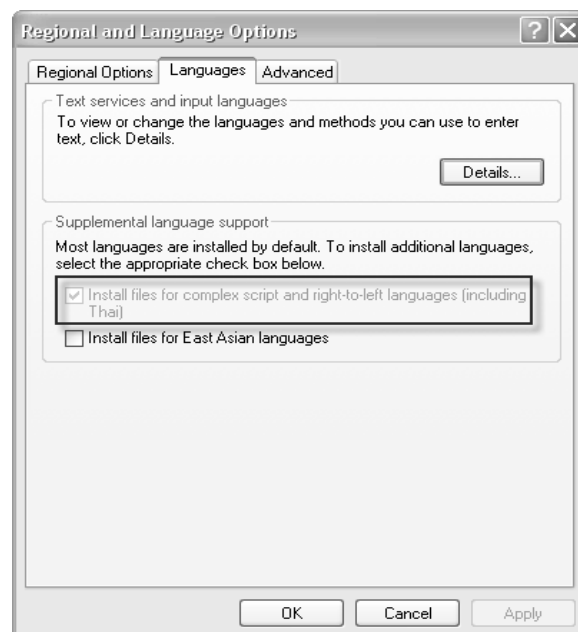 Regional and Language Options
Regional Options Languages Advanced
Text services and input languages
To view or change the languages and methods you can use to enter
text, click Details.
Details...
Supplemental language support
Most languages are installed by default. To install additional languages,
select the appropriate check box below.
Install files for complex script and right-to-left languages (including
Thai)
Install files for East Asian languages
OK Cancel Apply